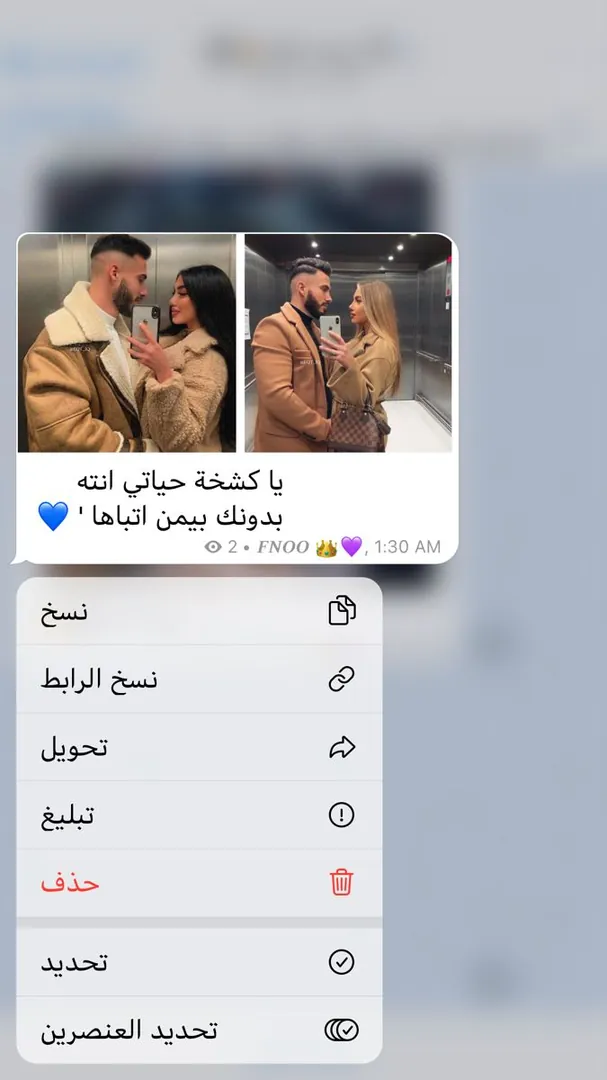 يا كشخة حياتي انته
بدونك بيمن اتباها ' 💙
2 • FNOO 👑💜, 1:30 AM
نسخ
نسخ الرابط
تحويل
تبليغ
حذف
تحديد
تحديد العنصرين